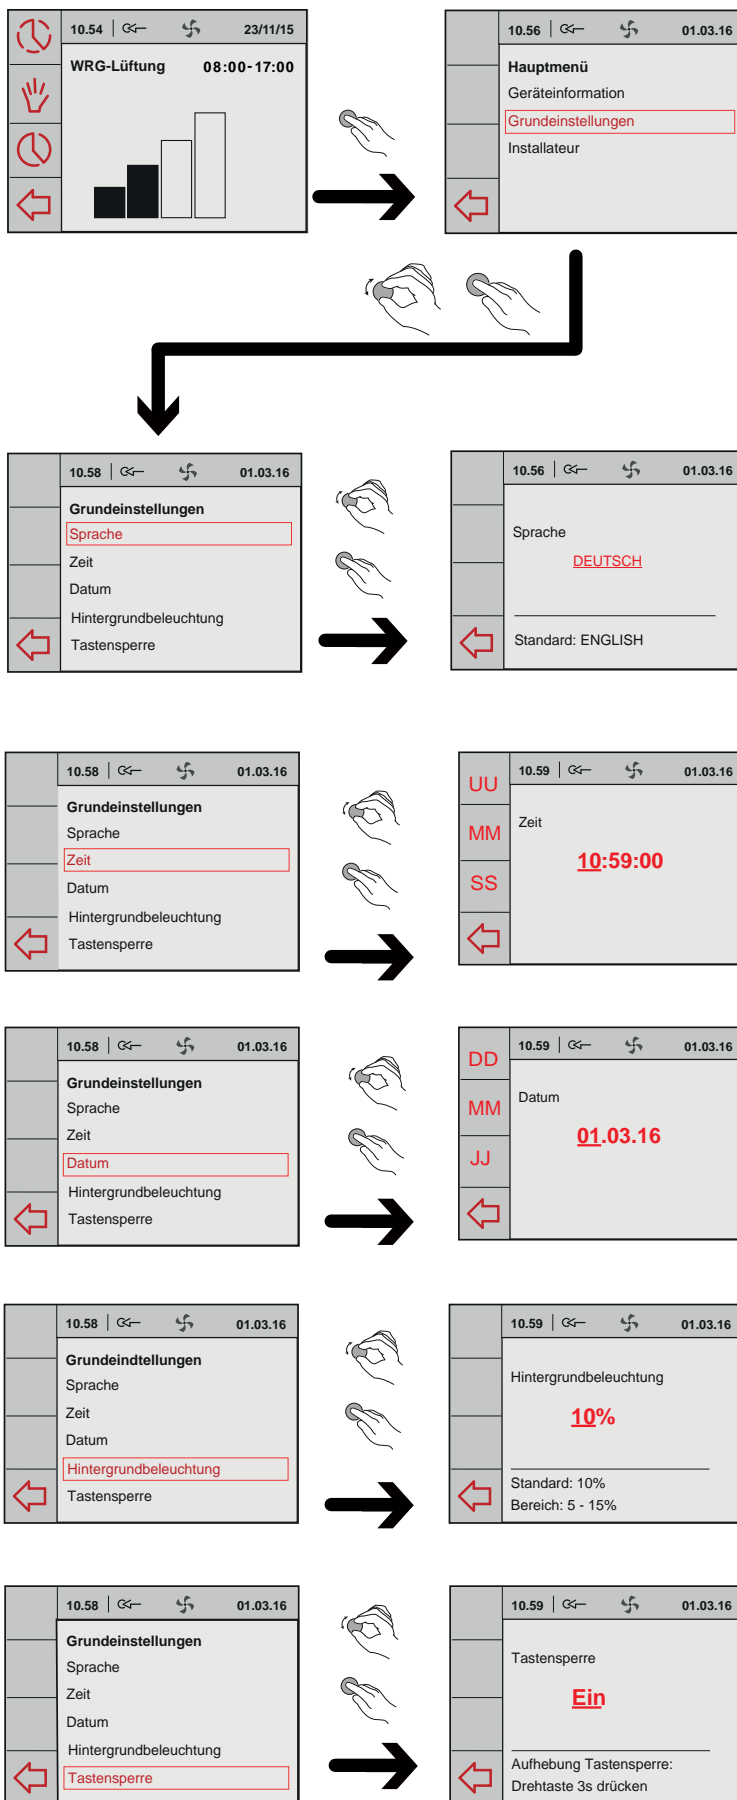 10.54 23/11/15
WRG-Lüftung 08:00-17:00
10.56 01.03.16
Hauptmenü
Geräteinformation
Grundeinstellungen
Installateur
10.58 01.03.16
Grundeinstellungen
Sprache
Zeit
Datum
Hintergrundbeleuchtung
Tastensperre
10.56 01.03.16
Sprache
DEUTSCH
Standard: ENGLISH
10.58 01.03.16
Grundeinstellungen
Sprache
Zeit
Datum
Hintergrundbeleuchtung
Tastensperre
UU
MM
SS
10.59 01.03.16
Zeit
10:59:00
10.58 01.03.16
Grundeinstellungen
Sprache
Zeit
Datum
Hintergrundbeleuchtung
Tastensperre
DD
MM
JJ
10.59 01.03.16
Datum
01.03.16
10.58 01.03.16
Grundeindtellungen
Sprache
Zeit
Datum
Hintergrundbeleuchtung
Tastensperre
10.59 01.03.16
Hintergrundbeleuchtung
10%
Standard: 10%
Bereich: 5 - 15%
10.58 01.03.16
Grundeinstellungen
Sprache
Zeit
Datum
Hintergrundbeleuchtung
Tastensperre
10.59 01.03.16
Tastensperre
Ein
Aufhebung Tastensperre:
Drehtaste 3s drücken